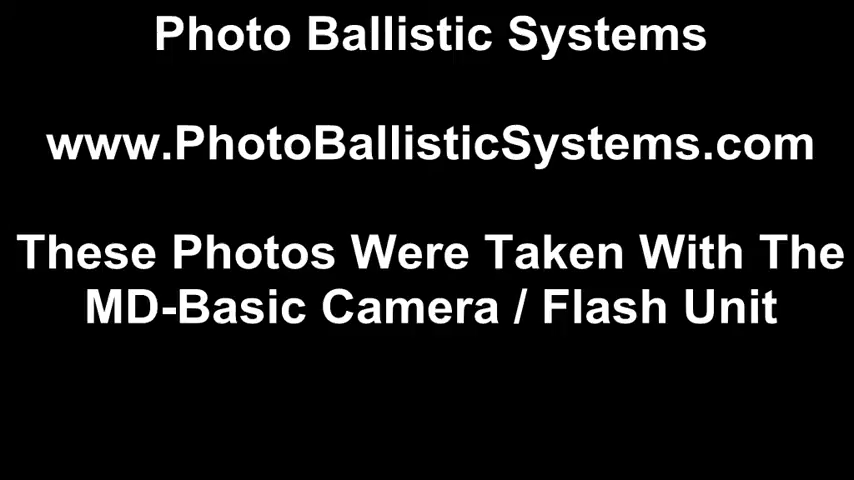 Photo Ballistic Systems
www.PhotoBallisticSystems.com
These Photos Were Taken With The
MD-Basic Camera / Flash Unit